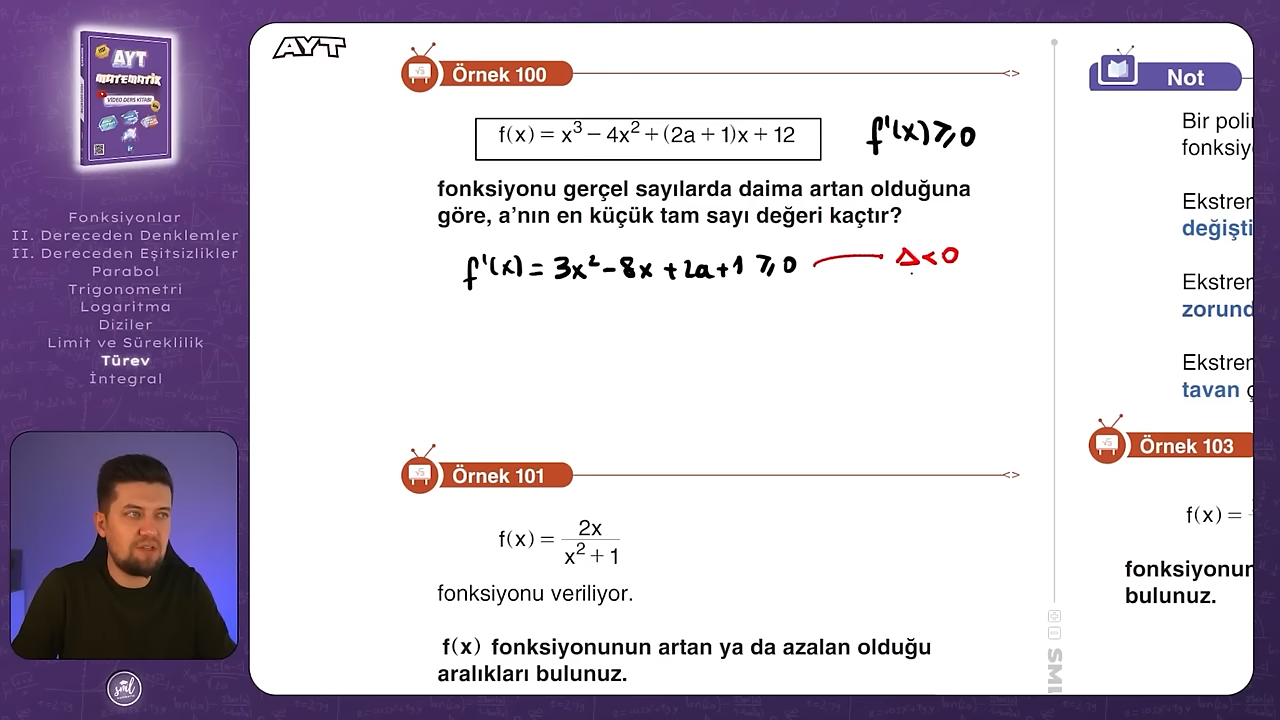 AYT
MATEMATİK
VİDEO DERS KİTABI
Fonksiyonlar
II. Dereceden Denklemler
II. Dereceden Eşitsizlikler
Parabol
Trigonometri
Logaritma
Diziler
Limit ve Süreklilik
Türev
İntegral
sml
AYT
Örnek 100
f(x) = x³ − 4x² + (2a + 1)x + 12
f'(x) ≥ 0
fonksiyonu gerçel sayılarda daima artan olduğuna
göre, a’nın en küçük tam sayı değeri kaçtır?
f'(x) = 3x² − 8x + 2a + 1 ≥ 0
Δ < 0
Örnek 101
f(x) = 2x / x² + 1
fonksiyonu veriliyor.
f(x) fonksiyonunun artan ya da azalan olduğu
aralıkları bulunuz.
SML
Not
Bir polin
fonksiy
Ekstren
değişti
Ekstren
zorund
Ekstren
tavan ç
Örnek 103
f(x) =
fonksiyonun
bulunuz.